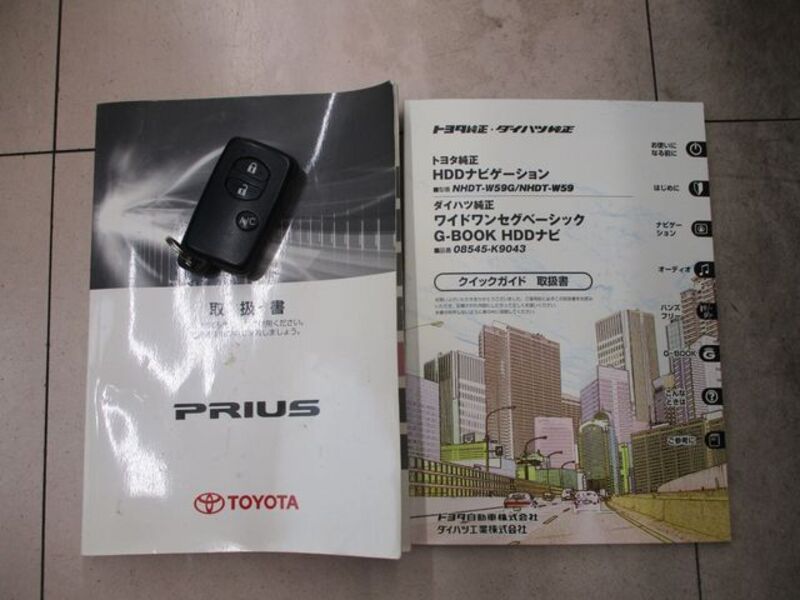 取扱書
PRIUS
TOYOTA
A/C
トヨタ純正・ダイハツ純正
トヨタ純正
HDDナビゲーション
■型番 NHDT-W59G/NHDT-W59
ダイハツ純正
ワイドワンセグベーシック
G-BOOK HDDナビ
■品番 08545-K9043
クイックガイド 取扱書
トヨタ自動車株式会社
ダイハツ工業株式会社
お使いに
なる前に
はじめに
ナビゲー
ション
オーディオ
ハンズ
フリー
G-BOOK
こんな
ときは
ご参考に